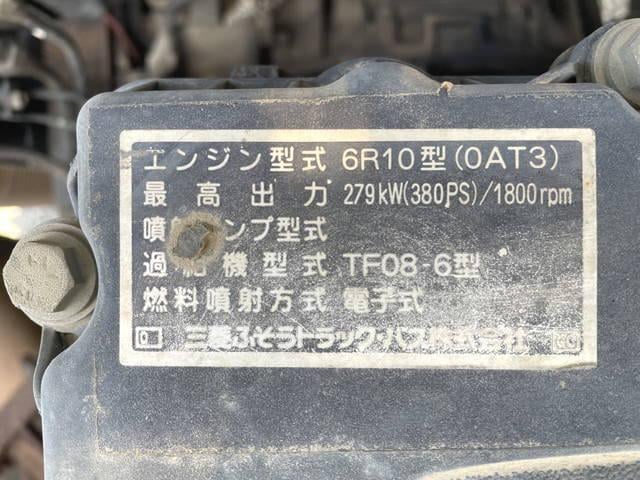 エンジン型式 6R10型(0AT3)
最高出力 279kW(380PS)/1800rpm
噴 ンプ型式
過給機型式 TF08-6型
燃料噴射方式 電子式
三菱ふそうトラック・バス株式会社